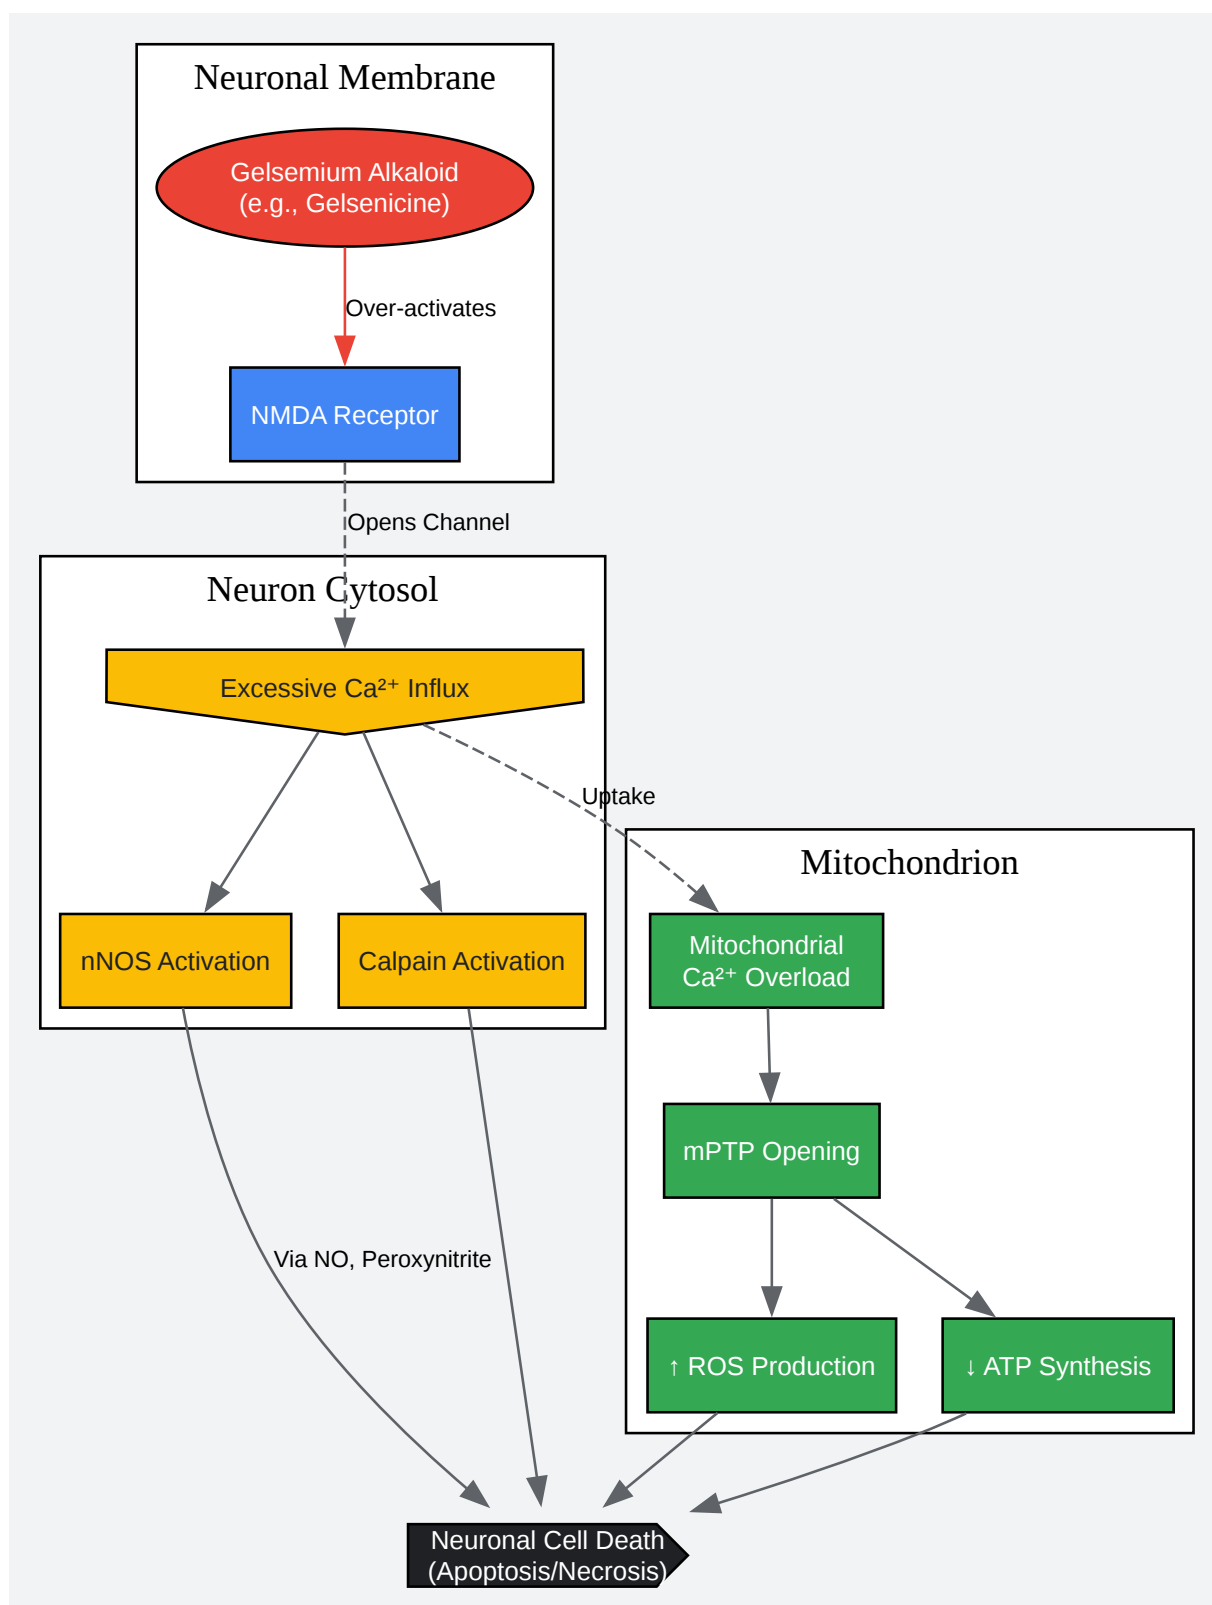 Neuronal Membrane
Gelsemium Alkaloid
(e.g., Gelsenicine)
Over-activates
NMDA Receptor
Opens Channel
Neuron Cytosol
Excessive Ca²⁺ Influx
Uptake
Mitochondrion
nNOS Activation
Calpain Activation
Mitochondrial
Ca²⁺ Overload
mPTP Opening
Via NO, Peroxynitrite
↑ ROS Production
↓ ATP Synthesis
Neuronal Cell Death
(Apoptosis/Necrosis)